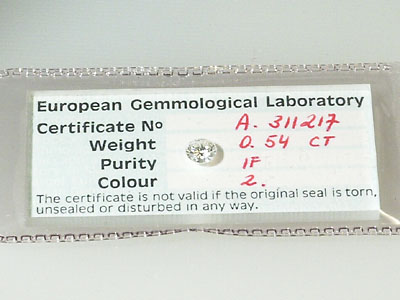 European Gemmological Laboratory
Certificate No A. 311217
Weight 0.54 CT
Purity IF
Colour 2.
The certificate is not valid if the original seal is torn,
unsealed or disturbed in any way.